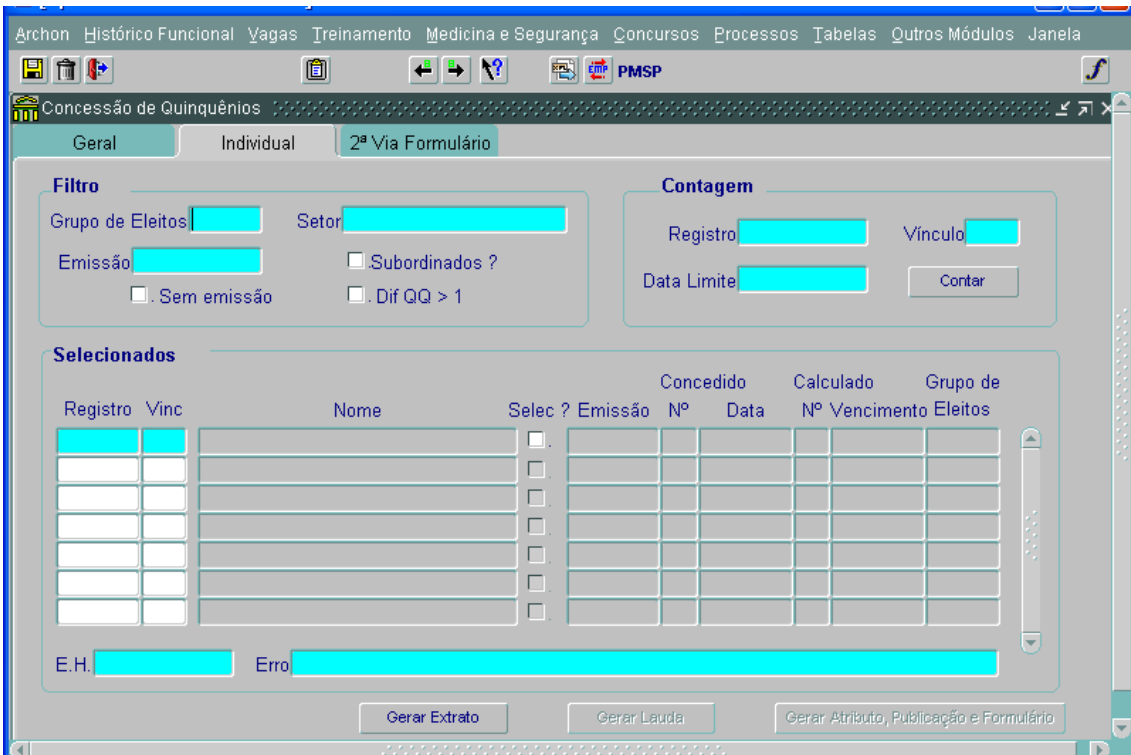 Archon Histórico Funcional Vagas Treinamento Medicina e Segurança Concursos Processos Tabelas Outros Módulos Janela
PMSP
Concessão de Quinquênios
Geral Individual 2ª Via Formulário
Filtro
Grupo de Eleitos Setor
Emissão .Subordinados ?
. Sem emissão . Dif QQ > 1
Contagem
Registro Vínculo
Data Limite Contar
Selecionados
Concedido Calculado Grupo de
Registro Vinc Nome Selec ? Emissão Nº Data Nº Vencimento Eleitos
E.H. Erro
Gerar Extrato Gerar Lauda Gerar Atributo, Publicação e Formulário